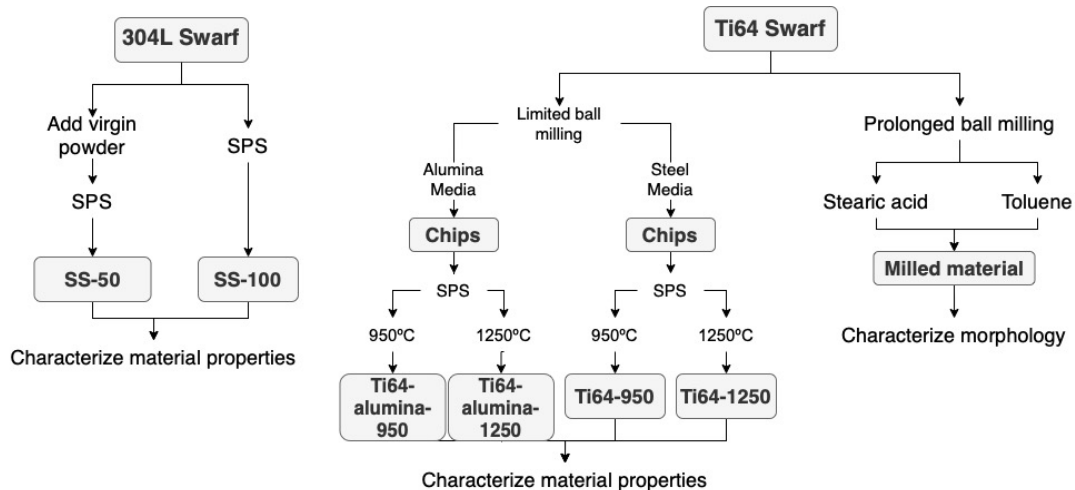 304L Swarf
Add virgin
powder
SPS
SPS
SS-50
SS-100
Characterize material properties
Ti64 Swarf
Limited ball
milling
Alumina
Media
Steel
Media
Chips
Chips
SPS
SPS
950ºC
1250ºC
950ºC
1250ºC
Ti64-
alumina-
950
Ti64-
alumina-
1250
Ti64-950
Ti64-1250
Characterize material properties
Prolonged ball milling
Stearic acid
Toluene
Milled material
Characterize morphology